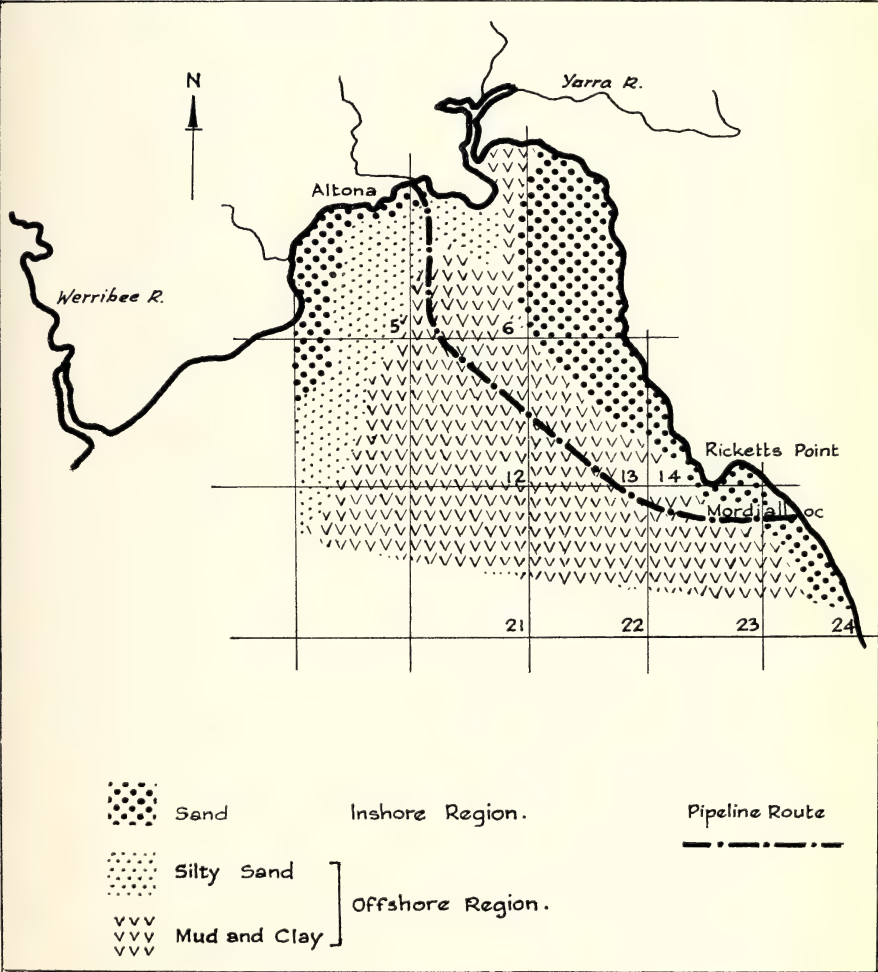 N
Yarra R.
Altona
Werribee R.
5
6
Ricketts Point
12
13
14
Mordialloc
21
22
23
24
Sand
Inshore Region.
Pipeline Route
Silty Sand
Offshore Region.
Mud and Clay